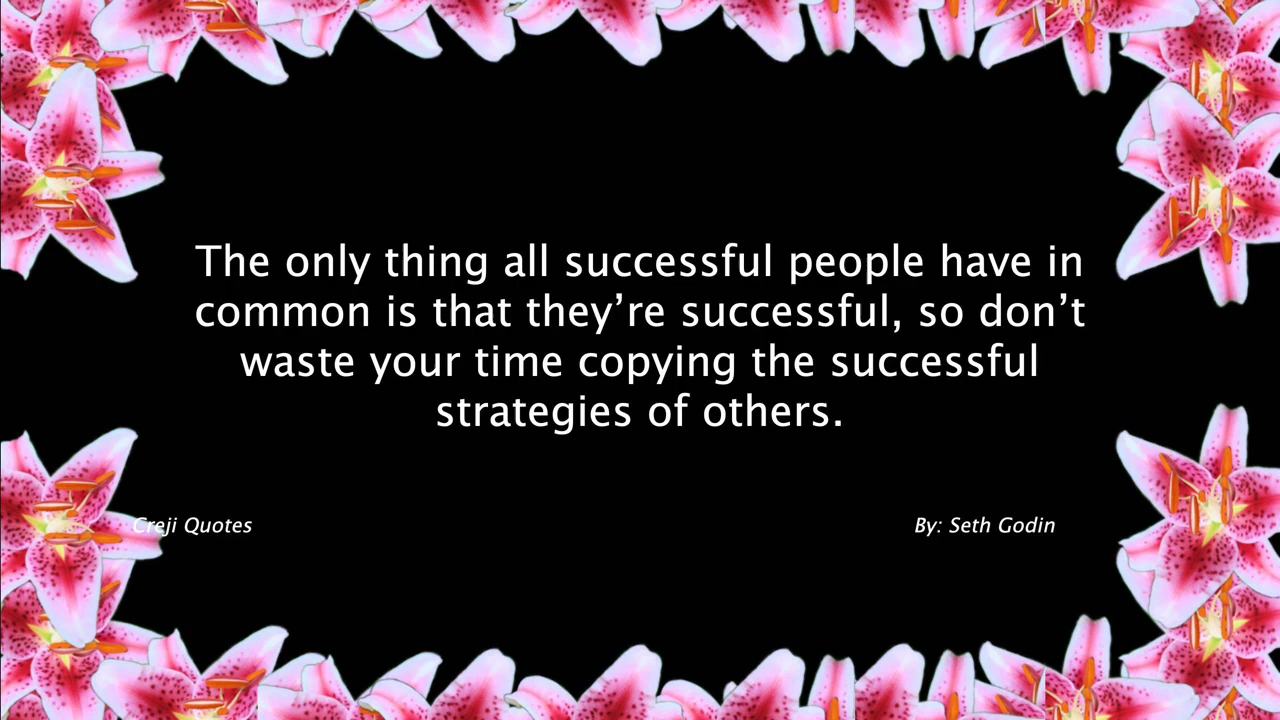 The only thing all successful people have in
common is that they’re successful, so don’t
waste your time copying the successful
strategies of others.
Creji Quotes
By: Seth Godin